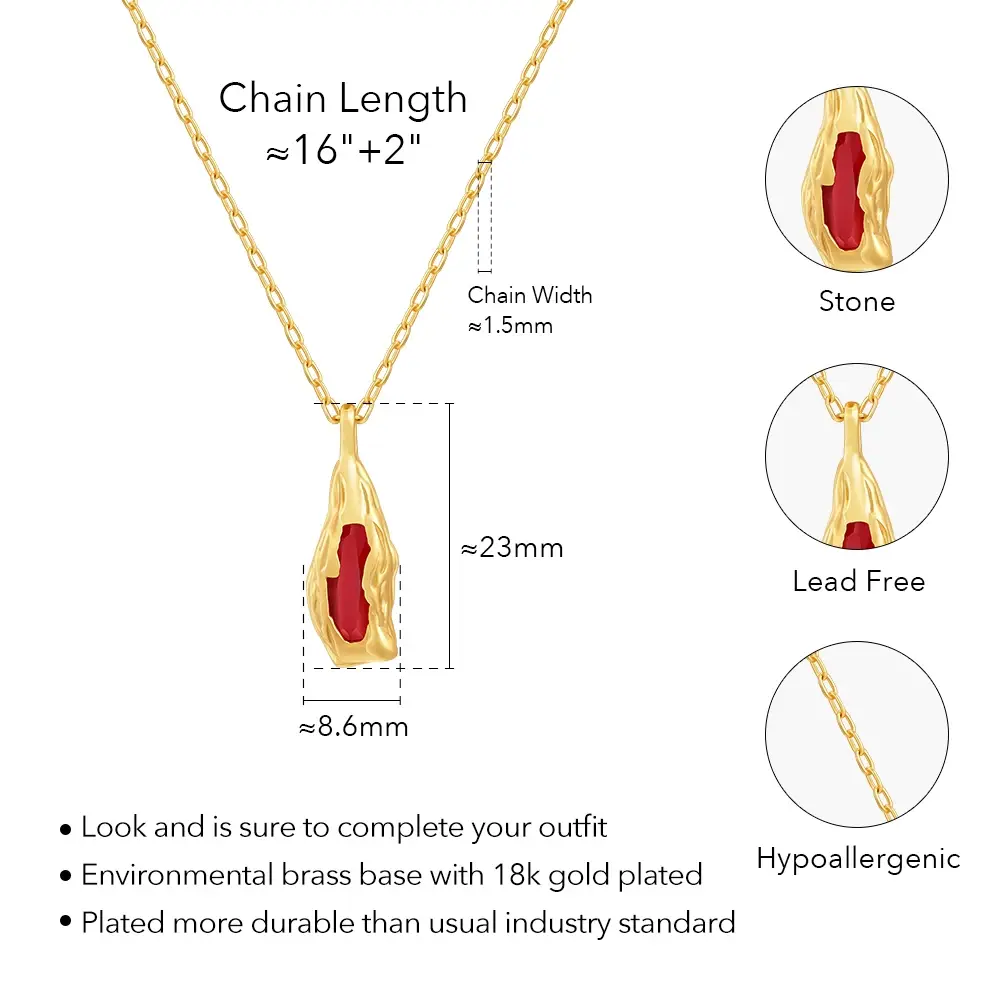 Chain Length
≈16"+2"
Chain Width
≈1.5mm
Stone
≈23mm
Lead Free
≈8.6mm
Hypoallergenic
• Look and is sure to complete your outfit
• Environmental brass base with 18k gold plated
• Plated more durable than usual industry standard